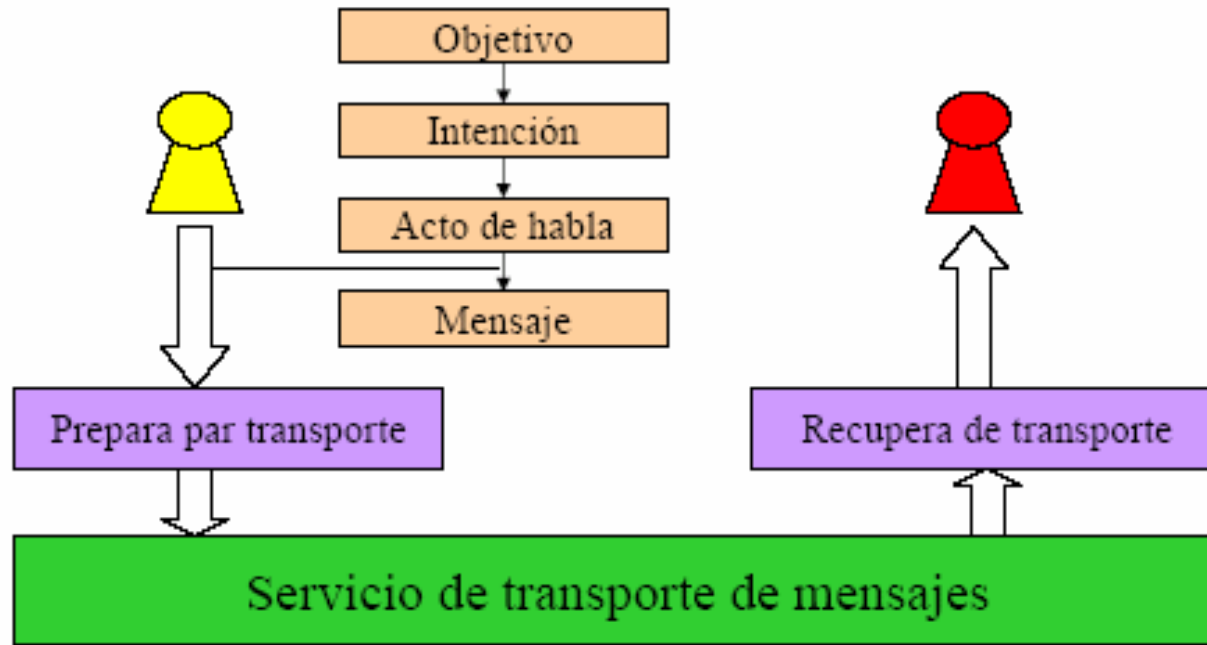 Objetivo
Intención
Acto de habla
Mensaje
Prepara par transporte
Recupera de transporte
Servicio de transporte de mensajes